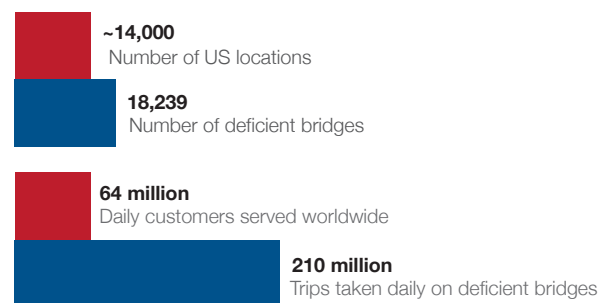 ~14,000
Number of US locations
18,239
Number of deficient bridges
64 million
Daily customers served worldwide
210 million
Trips taken daily on deficient bridges